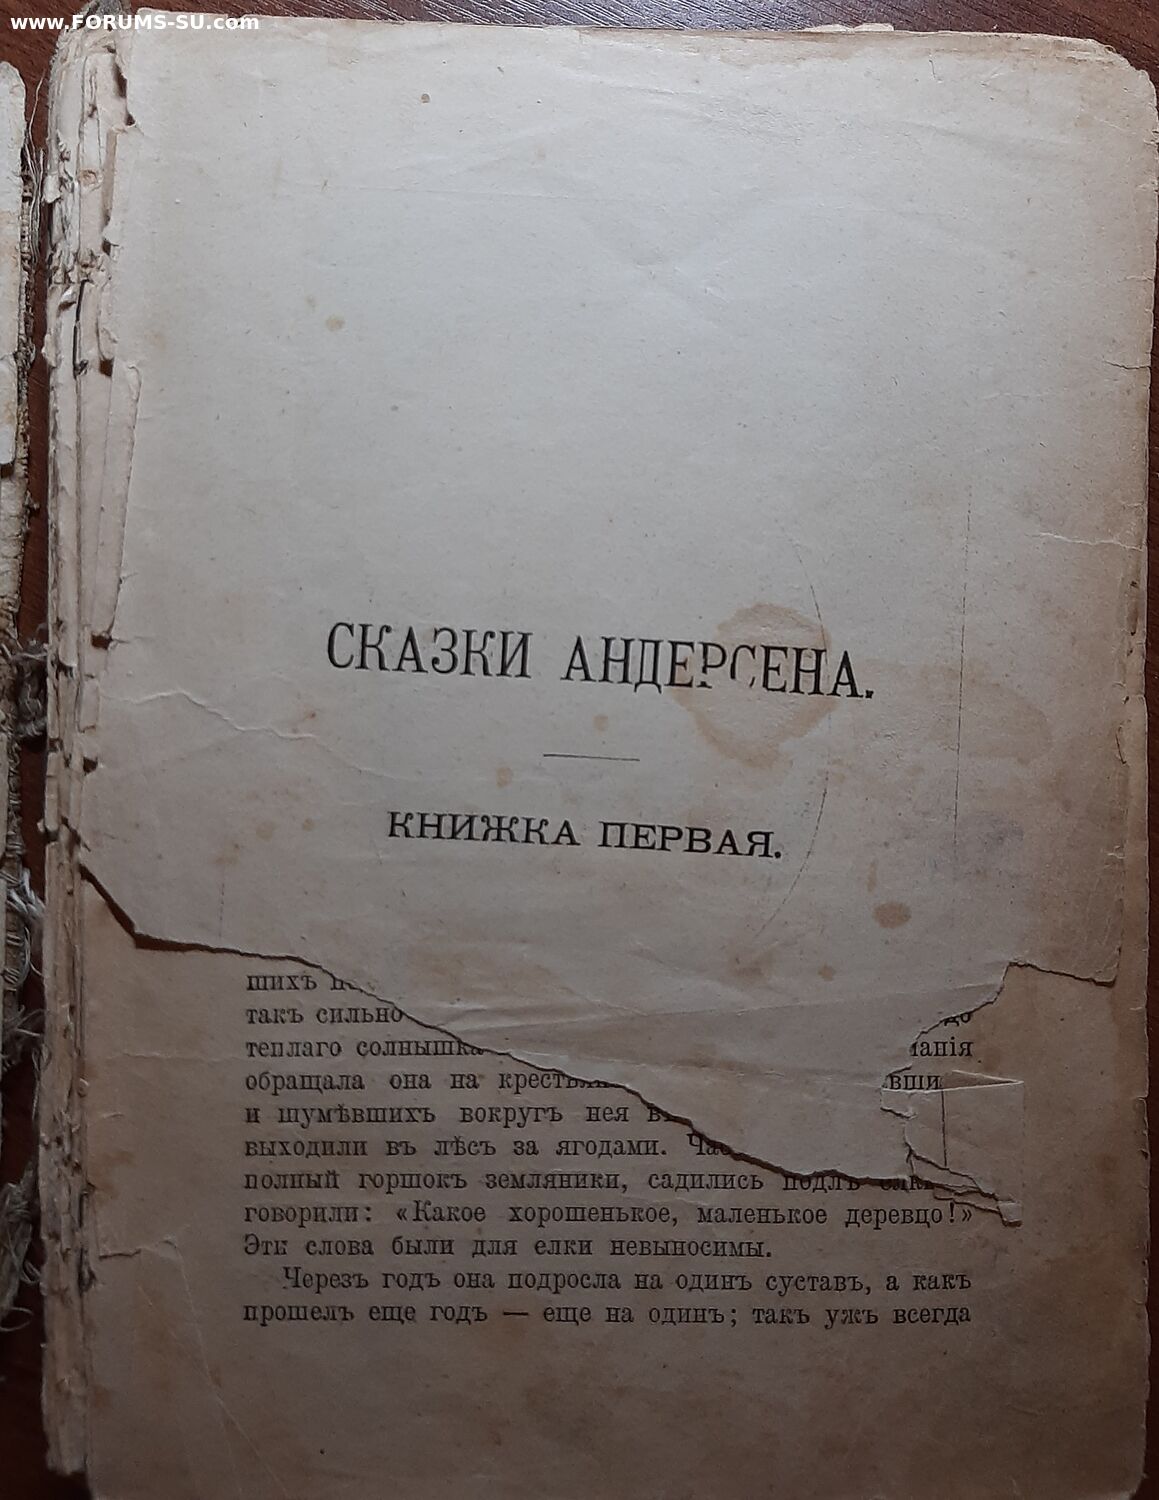 www.FORUMS-SU.com
СКАЗКИ АНДЕРСЕНА.
КНИЖКА ПЕРВАЯ.
шихъ
такъ сильно
теплаго солнышка
обращала она на
и шумѣвшихъ вокругъ нея
выходили въ лѣсъ за ягодами.
полный горшокъ земляники, садились подлѣ
говорили: «Какое хорошенькое, маленькое деревцо!»
Эти слова были для елки невыносимы.
Черезъ годъ она подросла на одинъ суставъ, а какъ
прошелъ еще годъ — еще на одинъ; такъ ужъ всегда